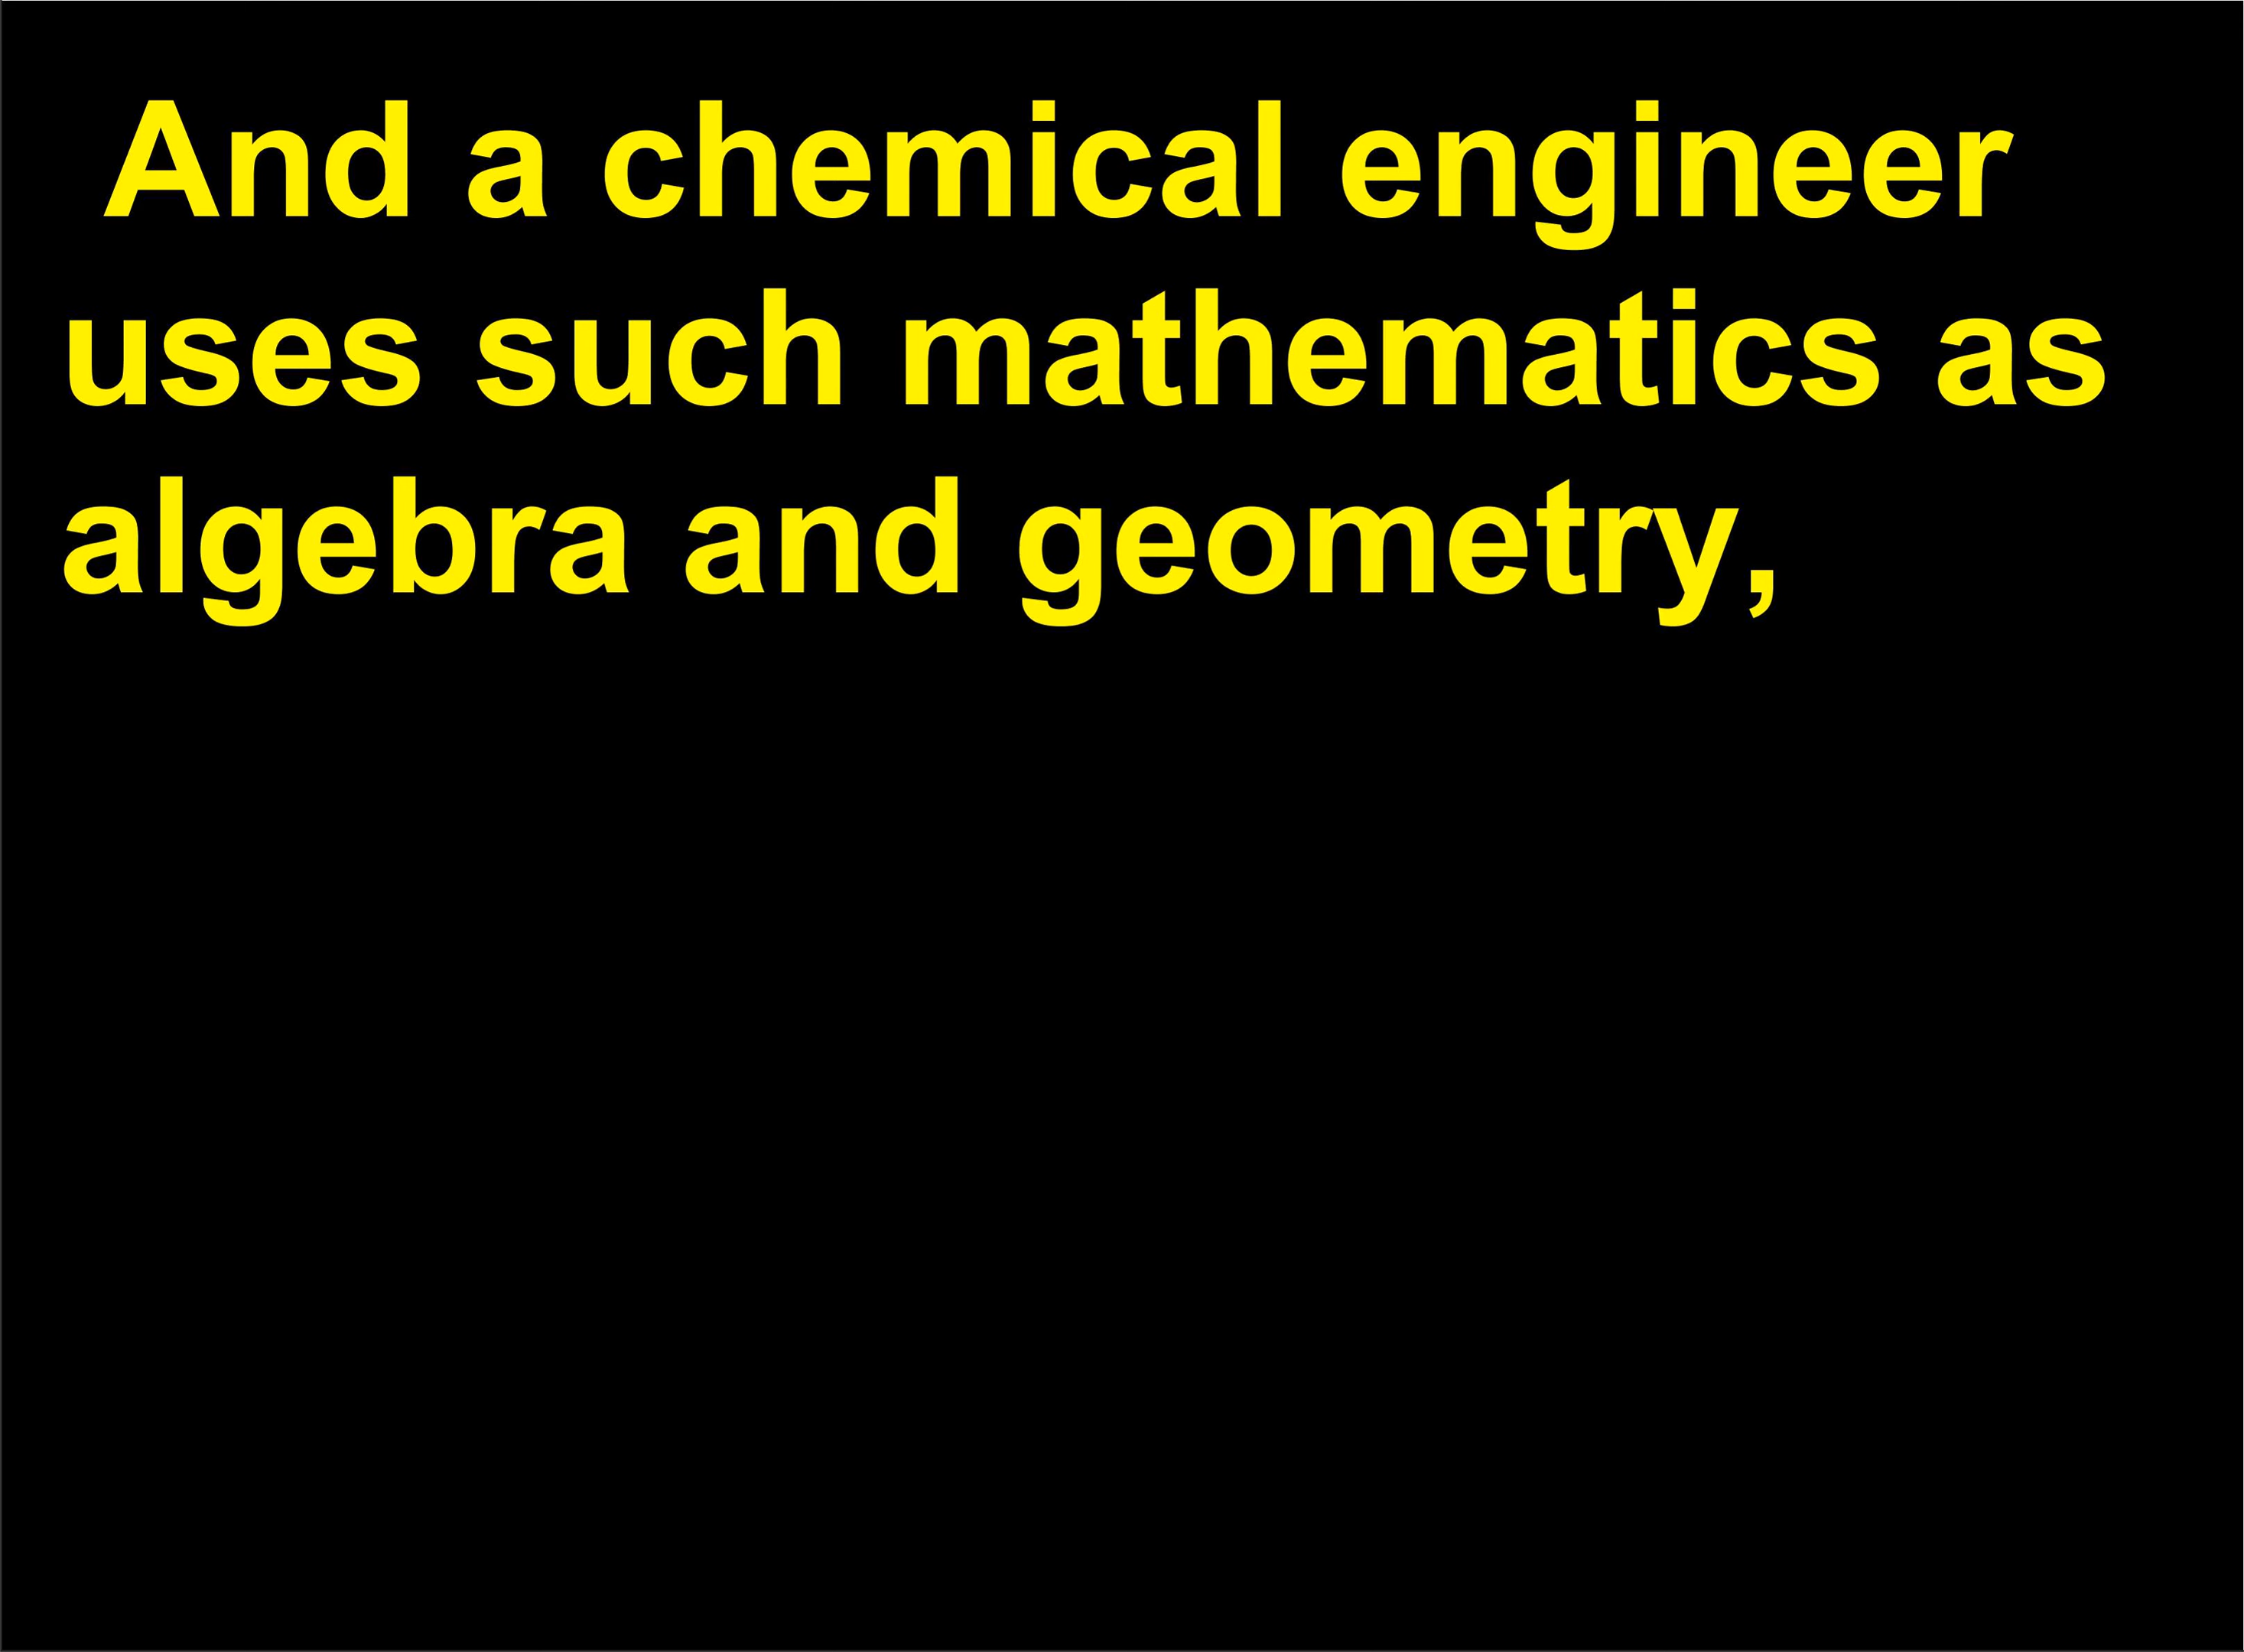 And a chemical engineer
uses such mathematics as
algebra and geometry,